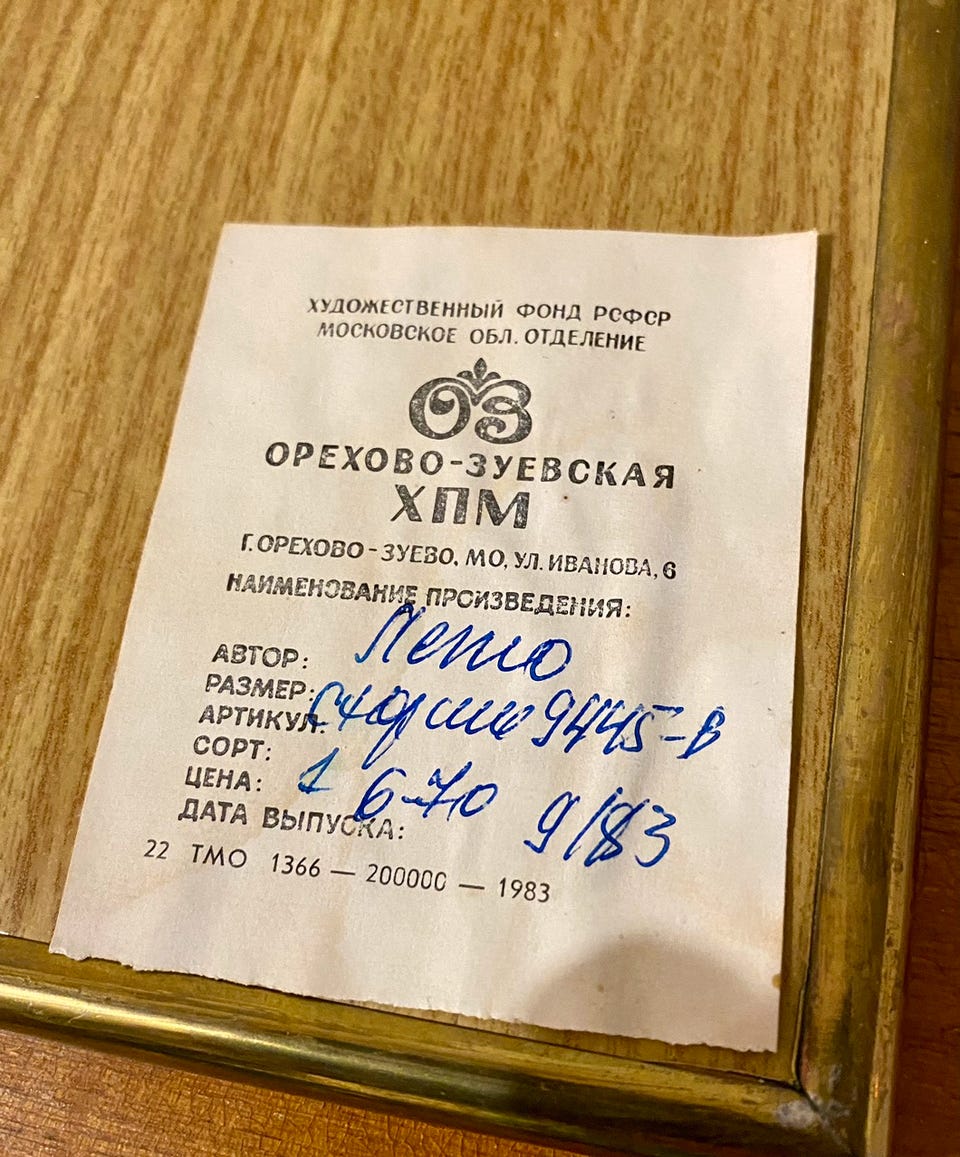 ХУДОЖЕСТВЕННЫЙ ФОНД РСФСР
МОСКОВСКОЕ ОБЛ. ОТДЕЛЕНИЕ
ОЗ
ОРЕХОВО-ЗУЕВСКАЯ
ХПМ
Г. ОРЕХОВО-ЗУЕВО, МО, УЛ. ИВАНОВА, 6
НАИМЕНОВАНИЕ ПРОИЗВЕДЕНИЯ:
Лето
АВТОР:
РАЗМЕР:
АРТИКУЛ: 9445-В
СОРТ: 1
ЦЕНА: 6-70
ДАТА ВЫПУСКА: 9/83
22 ТМО 1366 — 200000 — 1983